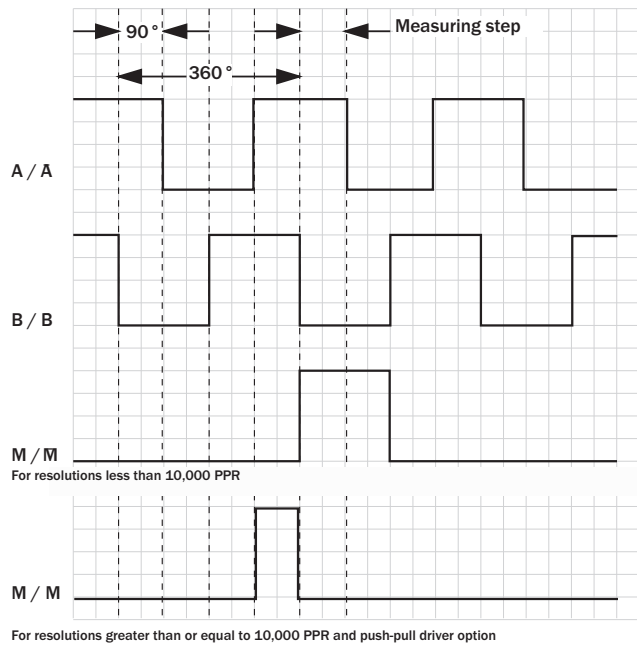 90°
Measuring step
360°
A / A̅
B / B
M / M̅
For resolutions less than 10,000 PPR
M / M
For resolutions greater than or equal to 10,000 PPR and push-pull driver option